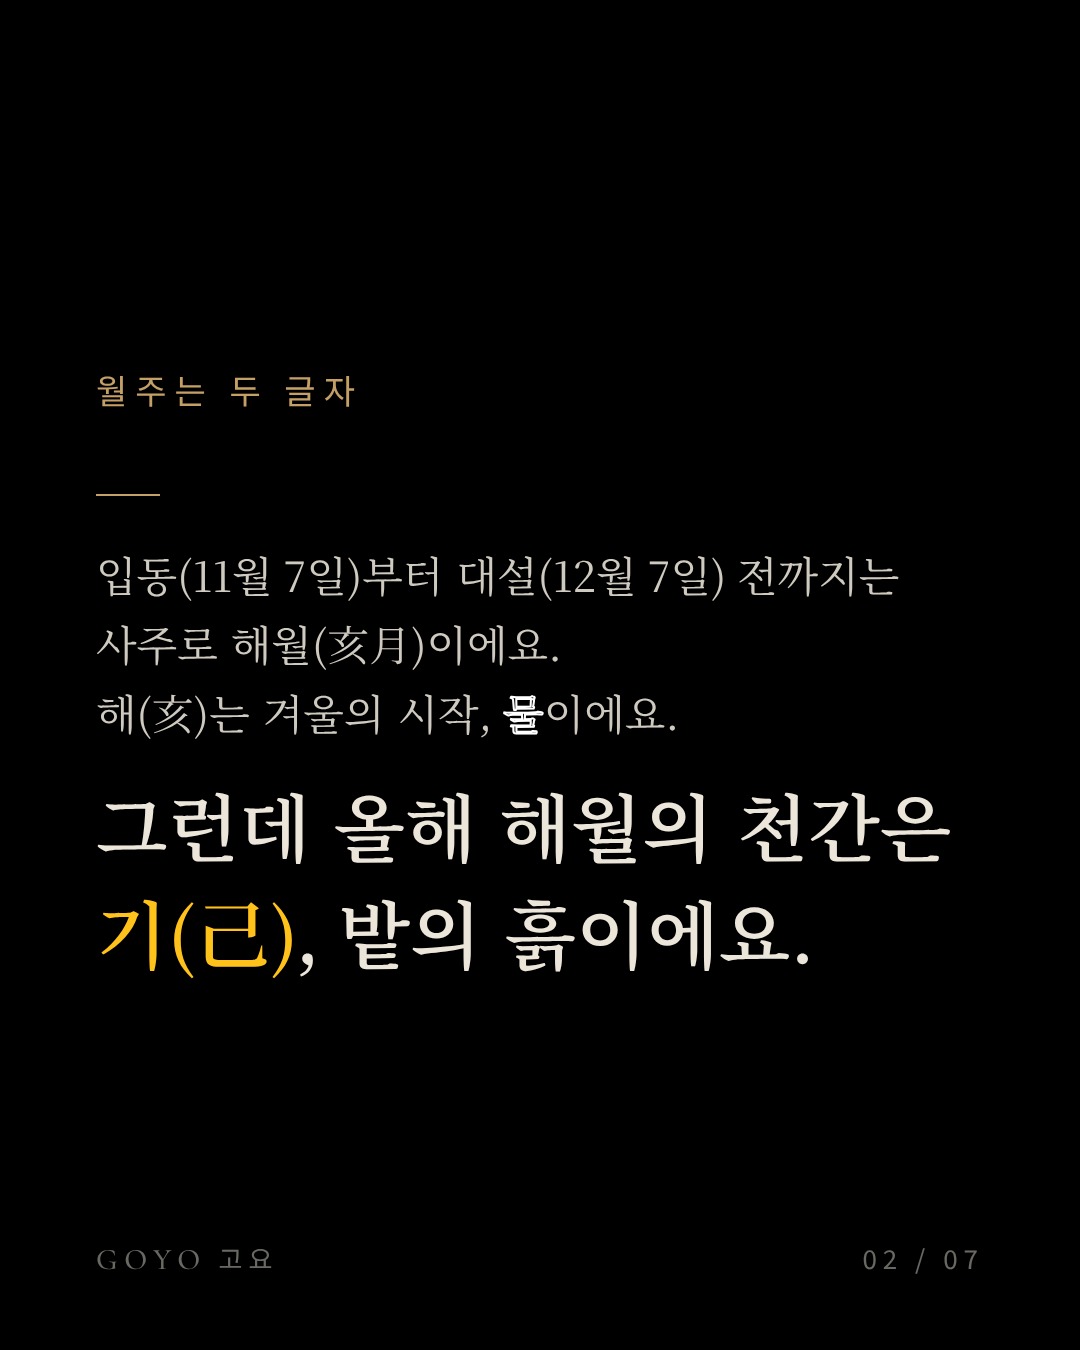 월주는 두 글자
입동(11월 7일)부터 대설(12월 7일) 전까지는
사주로 해월(亥月)이에요.
해(亥)는 겨울의 시작, 물이에요.
그런데 올해 해월의 천간은
기(己), 밭의 흙이에요.
GOYO 고요
02 / 07